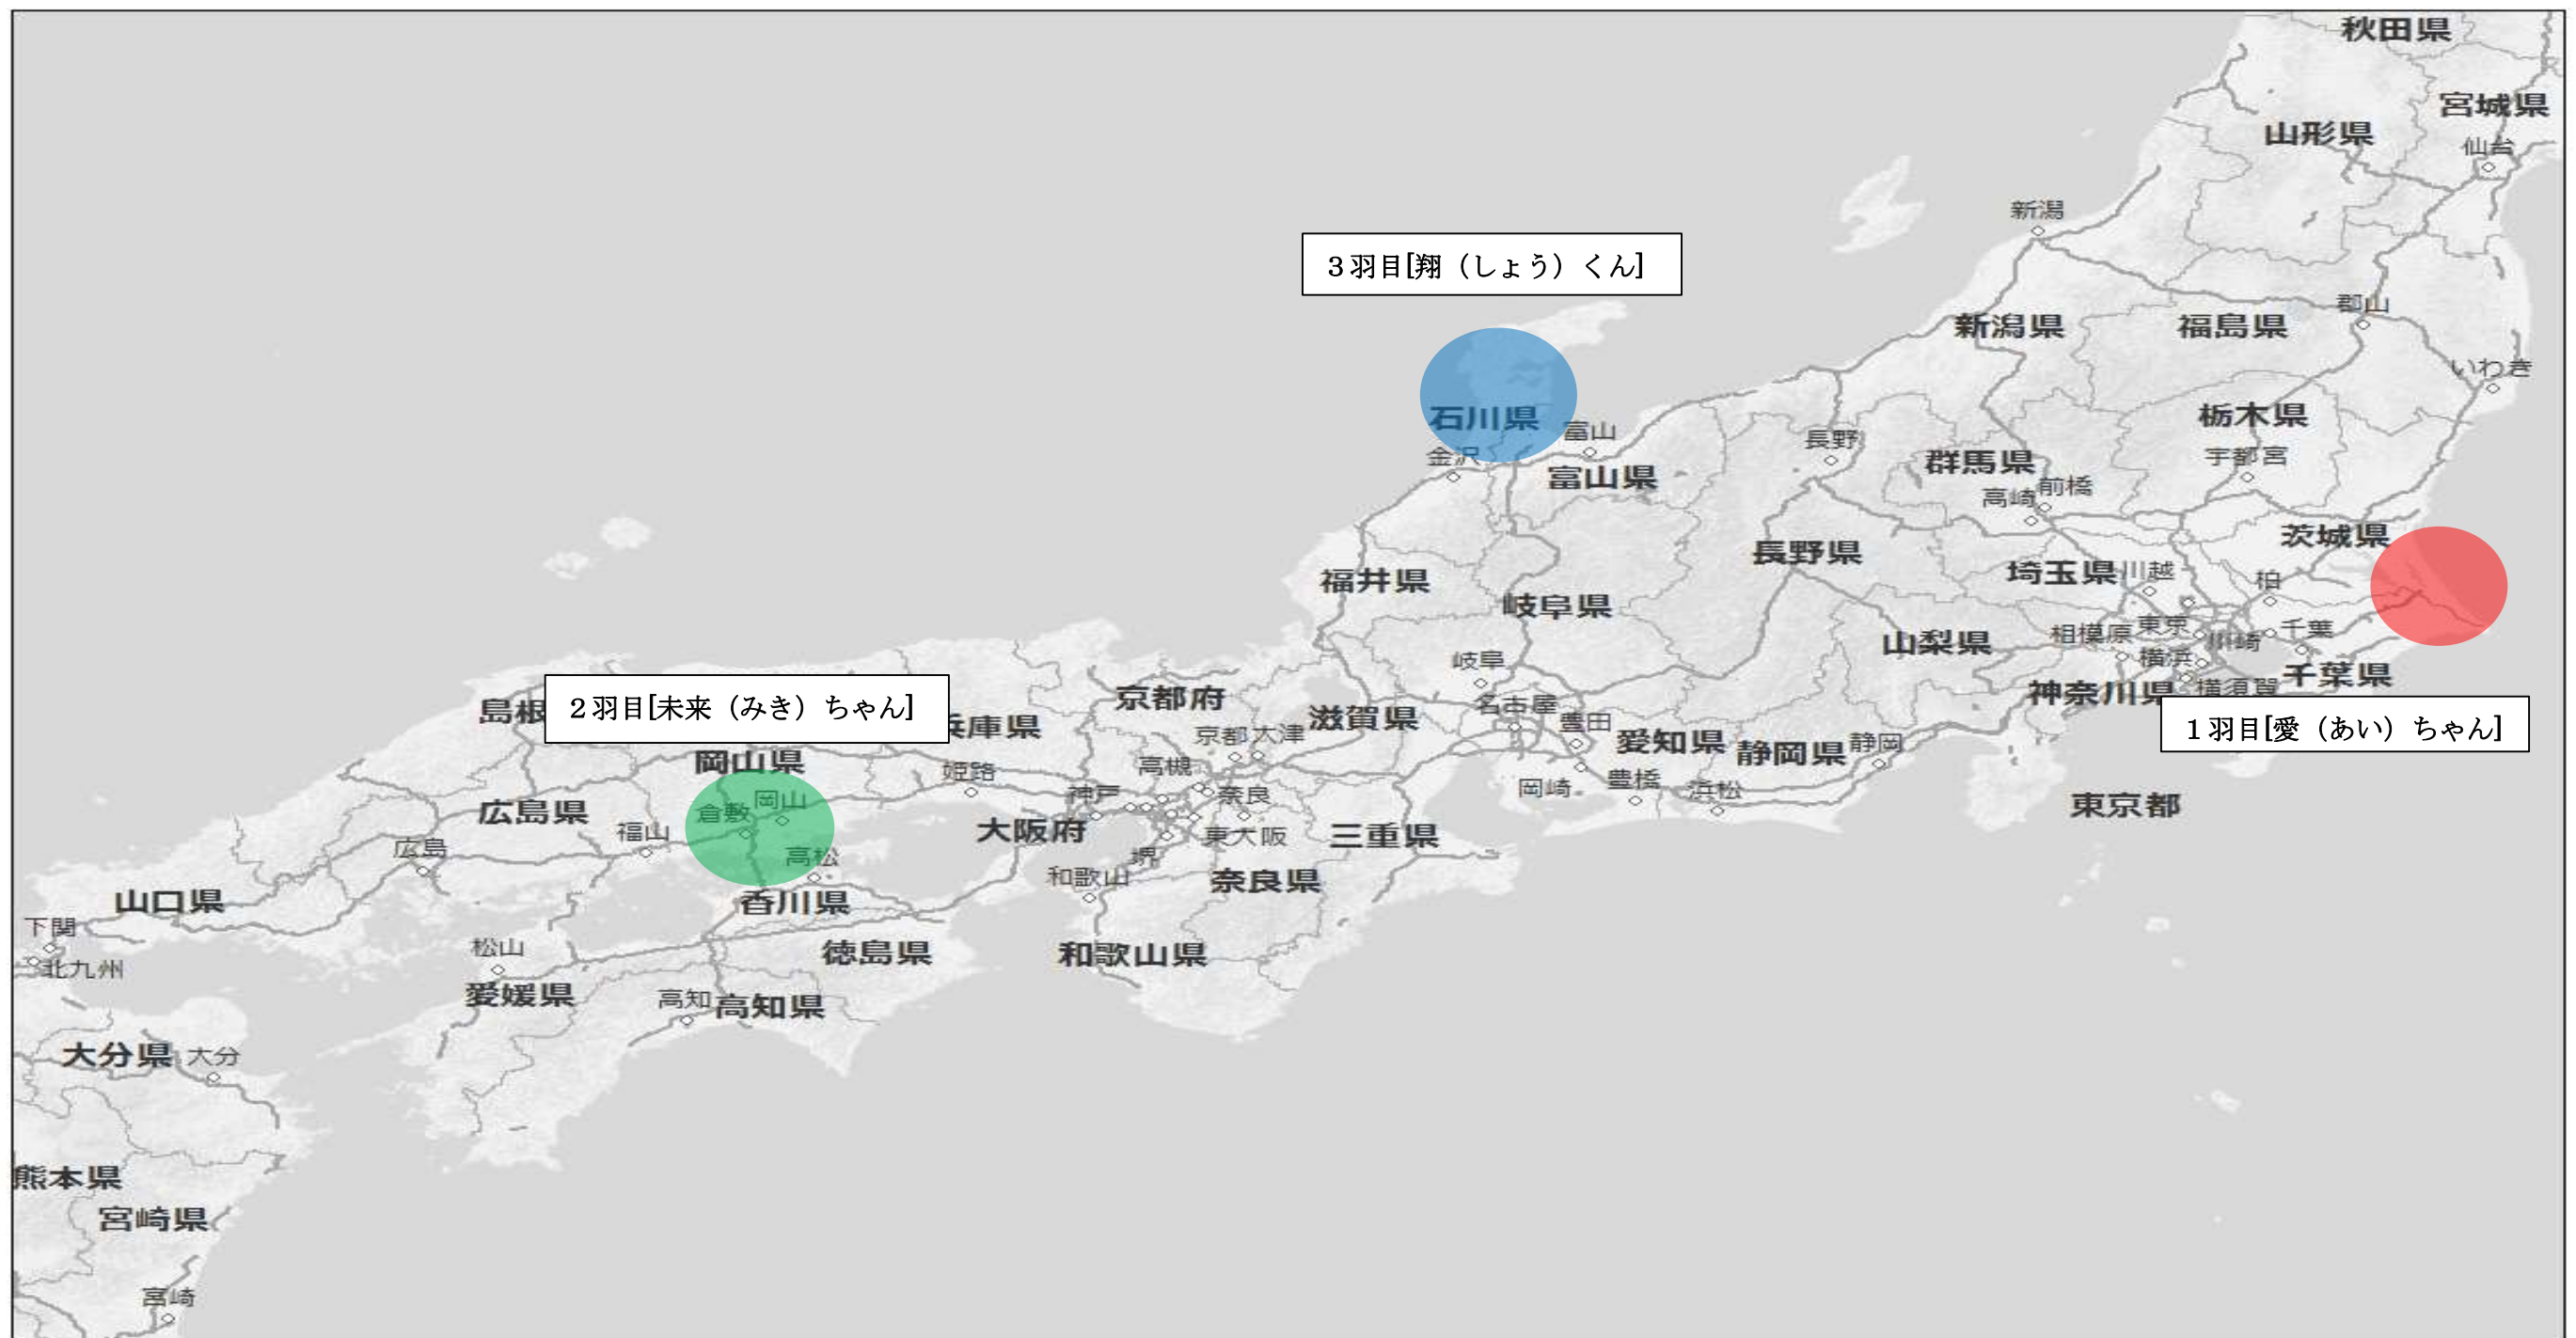 秋田県
宮城県
山形県
仙台
新潟
３羽目[翔（しょう）くん]
郡山
新潟県
福島県
いわき
石川県
栃木県
富山
長野
金沢
群馬県
宇都宮
富山県
前橋
高崎
茨城県
長野県
福井県
埼玉県
川越
柏
岐阜県
東京
千葉
相模原
川崎
山梨県
岐阜
横浜
千葉県
横須賀
神奈川県
京都府
名古屋
島根
２羽目[未来（みき）ちゃん]
兵庫県
滋賀県
豊田
１羽目[愛（あい）ちゃん]
京都
大津
愛知県
静岡県
静岡
岡山県
高槻
姫路
豊橋
岡崎
浜松
神戸
奈良
岡山
倉敷
東京都
広島県
福山
大阪府
東大阪
三重県
広島
高松
堺
和歌山
奈良県
山口県
香川県
下関
松山
徳島県
和歌山県
北九州
愛媛県
高知
高知県
大分県
大分
熊本県
宮崎県
宮崎